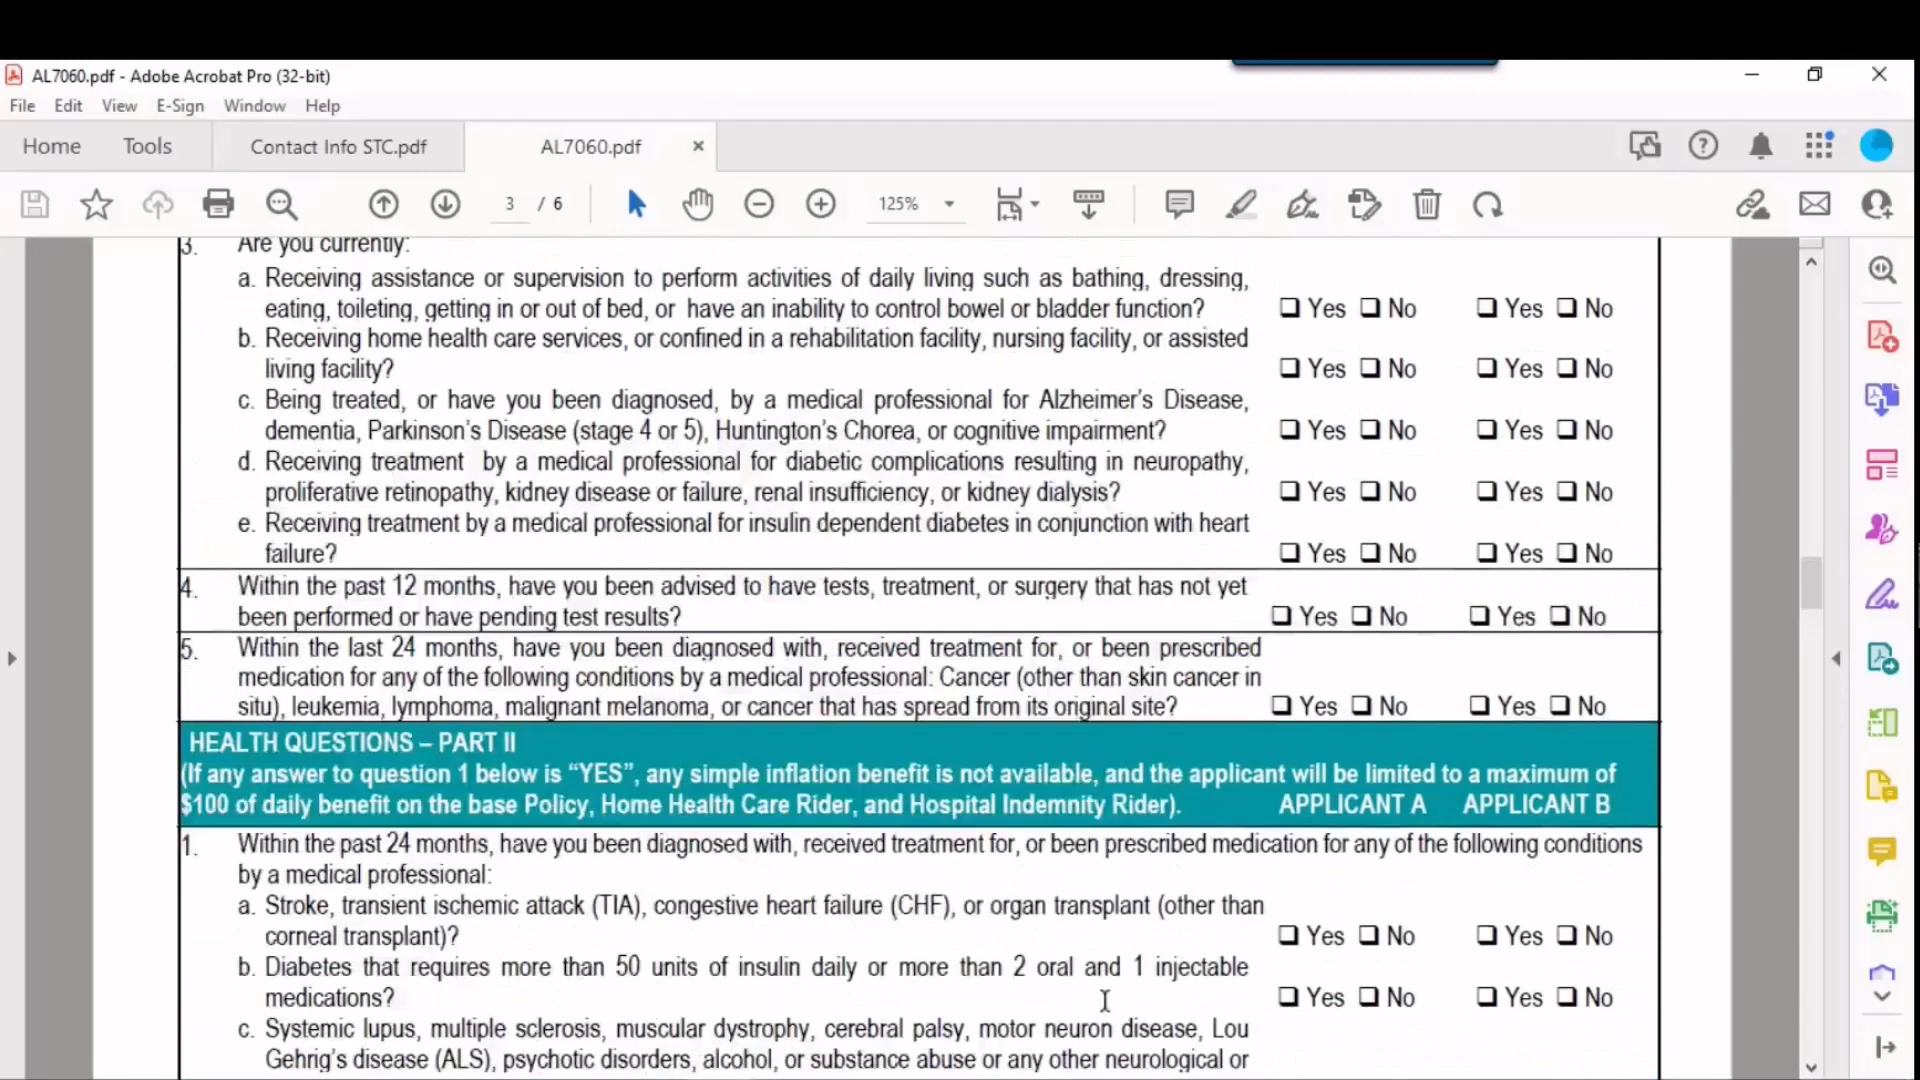 AL7060.pdf - Adobe Acrobat Pro (32-bit)
File Edit View E-Sign Window Help
Home Tools Contact Info STC.pdf AL7060.pdf ×
3 / 6 125%
3. Are you currently:
a. Receiving assistance or supervision to perform activities of daily living such as bathing, dressing,
eating, toileting, getting in or out of bed, or have an inability to control bowel or bladder function? ❏ Yes ❏ No ❏ Yes ❏ No
b. Receiving home health care services, or confined in a rehabilitation facility, nursing facility, or assisted
living facility? ❏ Yes ❏ No ❏ Yes ❏ No
c. Being treated, or have you been diagnosed, by a medical professional for Alzheimer's Disease,
dementia, Parkinson's Disease (stage 4 or 5), Huntington's Chorea, or cognitive impairment? ❏ Yes ❏ No ❏ Yes ❏ No
d. Receiving treatment by a medical professional for diabetic complications resulting in neuropathy,
proliferative retinopathy, kidney disease or failure, renal insufficiency, or kidney dialysis? ❏ Yes ❏ No ❏ Yes ❏ No
e. Receiving treatment by a medical professional for insulin dependent diabetes in conjunction with heart
failure? ❏ Yes ❏ No ❏ Yes ❏ No
4. Within the past 12 months, have you been advised to have tests, treatment, or surgery that has not yet
been performed or have pending test results? ❏ Yes ❏ No ❏ Yes ❏ No
5. Within the last 24 months, have you been diagnosed with, received treatment for, or been prescribed
medication for any of the following conditions by a medical professional: Cancer (other than skin cancer in
situ), leukemia, lymphoma, malignant melanoma, or cancer that has spread from its original site? ❏ Yes ❏ No ❏ Yes ❏ No
HEALTH QUESTIONS – PART II
(If any answer to question 1 below is “YES”, any simple inflation benefit is not available, and the applicant will be limited to a maximum of
$100 of daily benefit on the base Policy, Home Health Care Rider, and Hospital Indemnity Rider). APPLICANT A APPLICANT B
1. Within the past 24 months, have you been diagnosed with, received treatment for, or been prescribed medication for any of the following conditions
by a medical professional:
a. Stroke, transient ischemic attack (TIA), congestive heart failure (CHF), or organ transplant (other than
corneal transplant)? ❏ Yes ❏ No ❏ Yes ❏ No
b. Diabetes that requires more than 50 units of insulin daily or more than 2 oral and 1 injectable
medications? ❏ Yes ❏ No ❏ Yes ❏ No
c. Systemic lupus, multiple sclerosis, muscular dystrophy, cerebral palsy, motor neuron disease, Lou
Gehrig's disease (ALS), psychotic disorders, alcohol, or substance abuse or any other neurological or